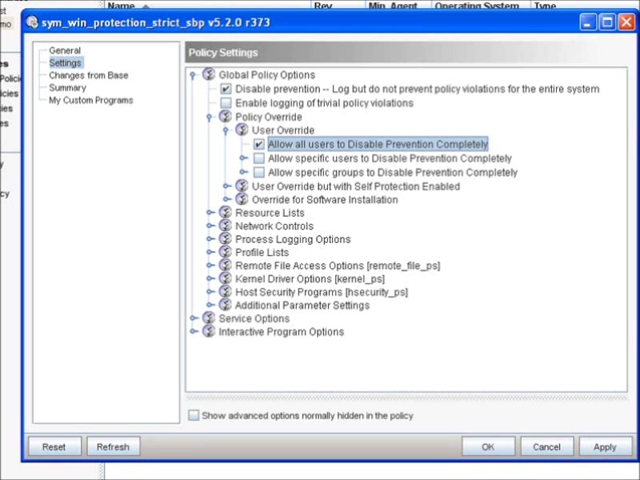 Name
Rev
Min. Agent
Operating System
Type
sym_win_protection_strict_sbp v5.2.0 r373
General
Settings
Changes from Base
Summary
My Custom Programs
Policy Settings
Global Policy Options
Disable prevention -- Log but do not prevent policy violations for the entire system
Enable logging of trivial policy violations
Policy Override
User Override
Allow all users to Disable Prevention Completely
Allow specific users to Disable Prevention Completely
Allow specific groups to Disable Prevention Completely
User Override but with Self Protection Enabled
Override for Software Installation
Resource Lists
Network Controls
Process Logging Options
Profile Lists
Remote File Access Options [remote_file_ps]
Kernel Driver Options [kernel_ps]
Host Security Programs [hsecurity_ps]
Additional Parameter Settings
Service Options
Interactive Program Options
Show advanced options normally hidden in the policy
Reset
Refresh
OK
Cancel
Apply